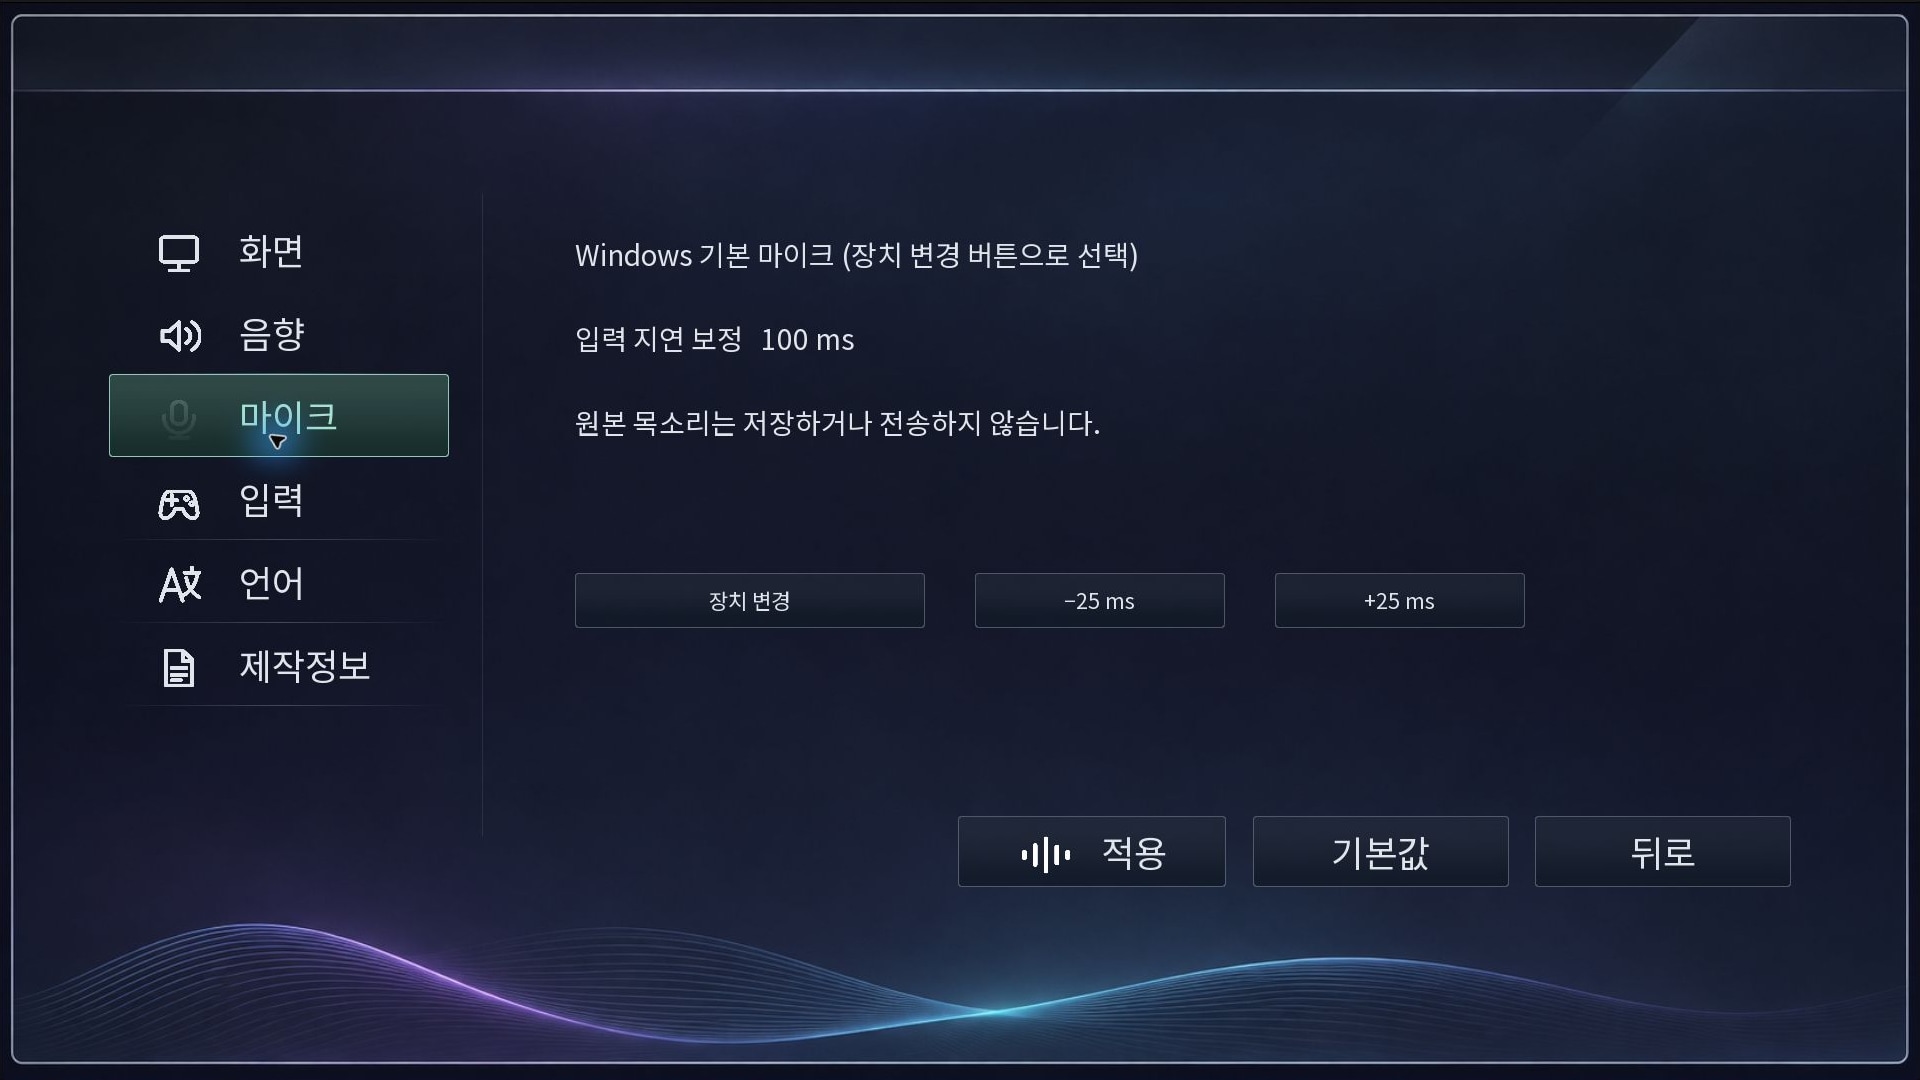 화면
음향
마이크
입력
언어
제작정보
Windows 기본 마이크 (장치 변경 버튼으로 선택)
입력 지연 보정 100 ms
원본 목소리는 저장하거나 전송하지 않습니다.
장치 변경
−25 ms
+25 ms
적용
기본값
뒤로